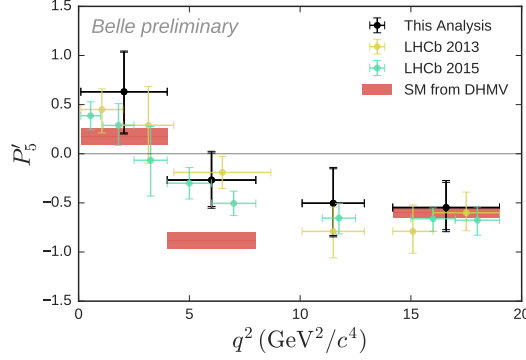 Belle preliminary
This Analysis
LHCb 2013
LHCb 2015
SM from DHMV
1.5
1.0
0.5
0.0
−0.5
−1.0
−1.5
P′₅
0 5 10 15 20
q² (GeV²/c⁴)